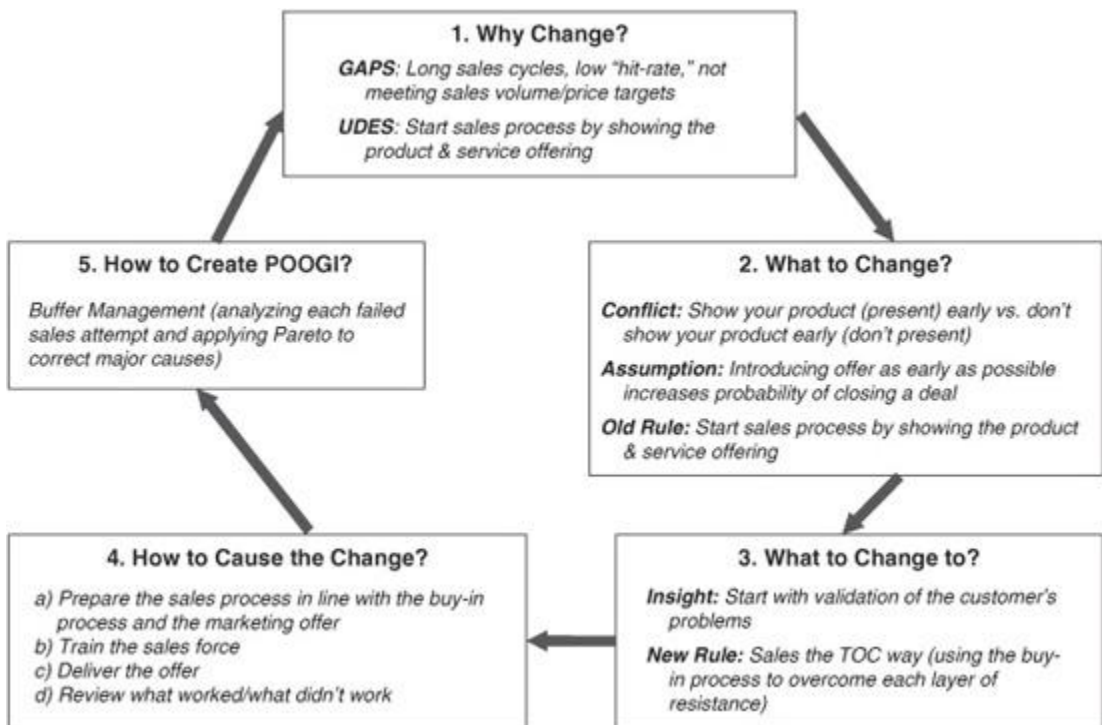 1. Why Change?
GAPS: Long sales cycles, low “hit-rate,” not
meeting sales volume/price targets
UDES: Start sales process by showing the
product & service offering
2. What to Change?
Conflict: Show your product (present) early vs. don’t
show your product early (don’t present)
Assumption: Introducing offer as early as possible
increases probability of closing a deal
Old Rule: Start sales process by showing the product
& service offering
3. What to Change to?
Insight: Start with validation of the customer’s
problems
New Rule: Sales the TOC way (using the buy-
in process to overcome each layer of
resistance)
4. How to Cause the Change?
a) Prepare the sales process in line with the buy-in
process and the marketing offer
b) Train the sales force
c) Deliver the offer
d) Review what worked/what didn’t work
5. How to Create POOGI?
Buffer Management (analyzing each failed
sales attempt and applying Pareto to
correct major causes)